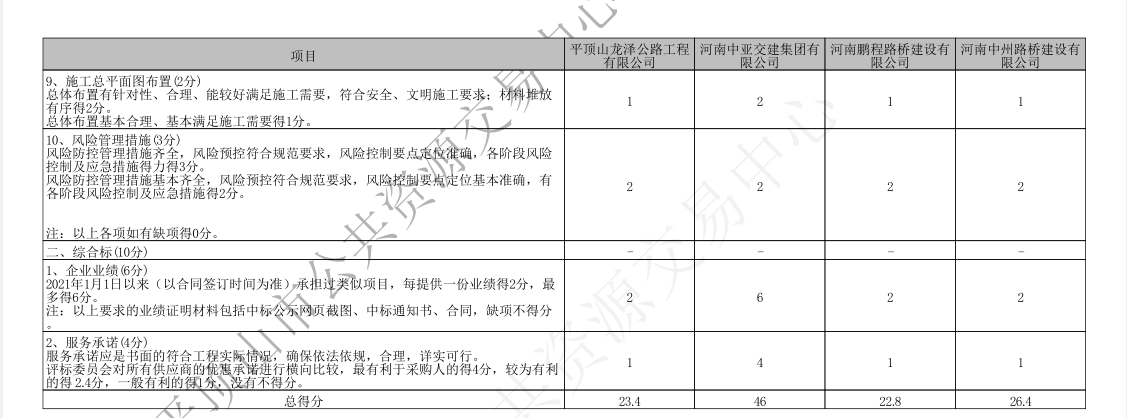 项目 平顶山龙泽公路工程有限公司 河南中亚交建集团有限公司 河南鹏程路桥建设有限公司 河南中州路桥建设有限公司
9、施工总平面图布置(2分)
总体布置有针对性、合理、能较好满足施工需要，符合安全、文明施工要求；材料堆放
有序得2分。
总体布置基本合理、基本满足施工需要得1分。
1 2 1 1
10、风险管理措施(3分)
风险防控管理措施齐全，风险预控符合规范要求，风险控制要点定位准确，各阶段风险
控制及应急措施得力得3分。
风险防控管理措施基本齐全，风险预控符合规范要求，风险控制要点定位基本准确，有
各阶段风险控制及应急措施得2分。
注：以上各项如有缺项得0分。
2 2 2 2
二、综合标(10分) － － － －
1、企业业绩(6分)
2021年1月1日以来（以合同签订时间为准）承担过类似项目，每提供一份业绩得2分，最
多得6分。
注：以上要求的业绩证明材料包括中标公示网页截图、中标通知书、合同，缺项不得分
。
2 6 2 2
2、服务承诺(4分)
服务承诺应是书面的符合工程实际情况，确保依法依规，合理，详实可行。
评标委员会对所有供应商的优惠承诺进行横向比较，最有利于采购人的得4分，较为有利
的得 2.4分，一般有利的得1分，没有不得分。
1 4 1 1
总得分 23.4 46 22.8 26.4
平顶山市公共资源交易中心
共资源交易中心